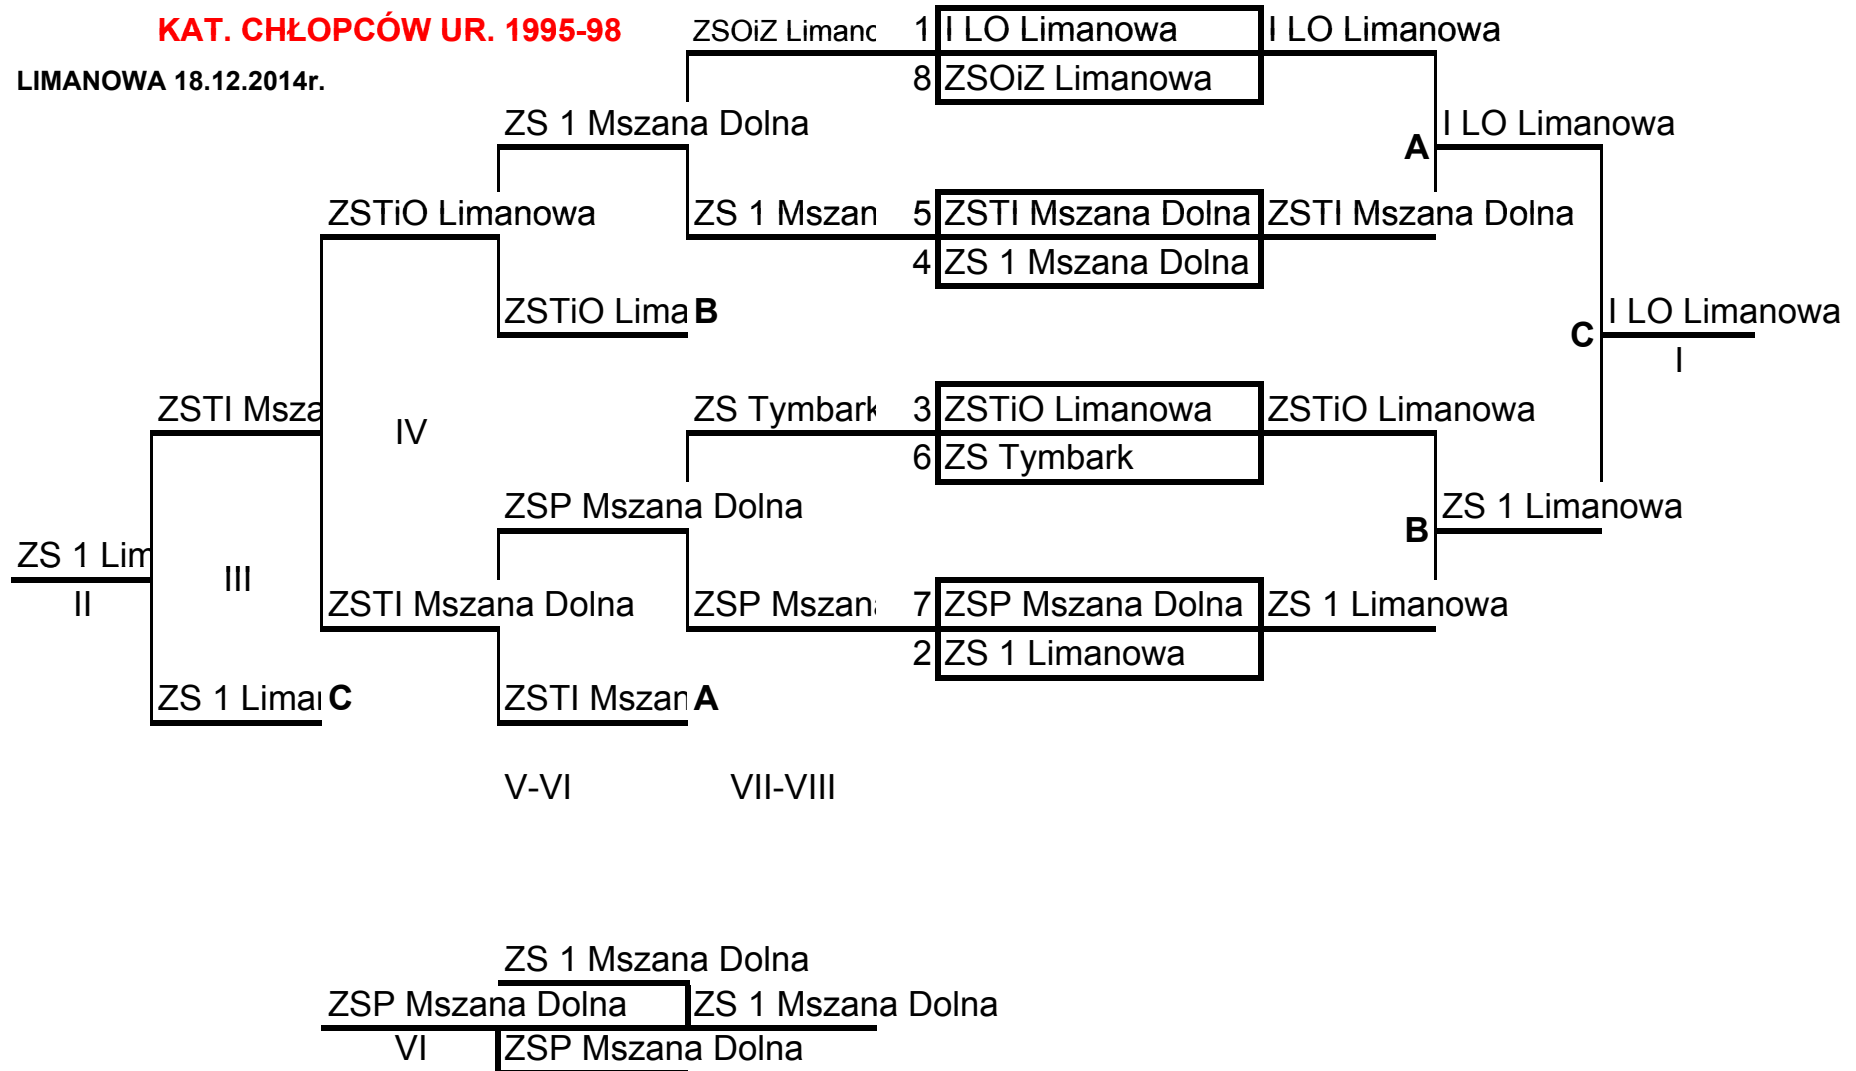 KAT. CHŁOPCÓW UR. 1995-98 ZSOiZ Limano 1 I LO Limanowa I LO Limanowa
LIMANOWA 18.12.2014r. 8 ZSOiZ Limanowa
ZS 1 Mszana Dolna I LO Limanowa
A
ZSTiO Limanowa ZS 1 Mszan 5 ZSTI Mszana Dolna ZSTI Mszana Dolna
4 ZS 1 Mszana Dolna
ZSTiO Lima B I LO Limanowa
C
I
ZSTI Msza ZS Tymbark 3 ZSTiO Limanowa ZSTiO Limanowa
IV
6 ZS Tymbark
ZSP Mszana Dolna ZS 1 Limanowa
B
ZS 1 Lim
III
II ZSTI Mszana Dolna ZSP Mszana 7 ZSP Mszana Dolna ZS 1 Limanowa
2 ZS 1 Limanowa
ZS 1 Liman C ZSTI Mszan A
V-VI VII-VIII
ZS 1 Mszana Dolna
ZSP Mszana Dolna ZS 1 Mszana Dolna
VI ZSP Mszana Dolna